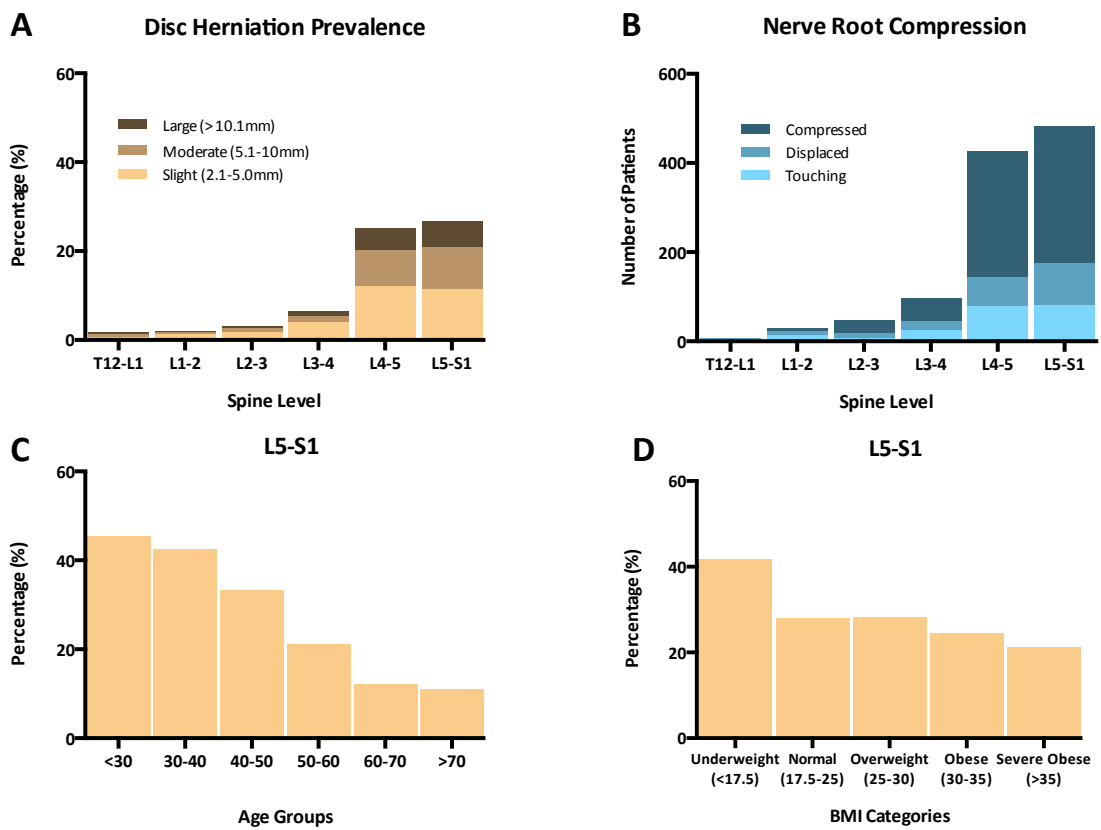 A
Disc Herniation Prevalence
Percentage (%)
60
40
20
0
Large (> 10.1mm)
Moderate (5.1-10mm)
Slight (2.1-5.0mm)
T12-L1 L1-2 L2-3 L3-4 L4-5 L5-S1
Spine Level
B
Nerve Root Compression
Number of Patients
600
400
200
0
Compressed
Displaced
Touching
T12-L1 L1-2 L2-3 L3-4 L4-5 L5-S1
Spine Level
C
L5-S1
Percentage (%)
60
40
20
0
<30 30-40 40-50 50-60 60-70 >70
Age Groups
D
L5-S1
Percentage (%)
60
40
20
0
Underweight Normal Overweight Obese Severe Obese
(<17.5) (17.5-25) (25-30) (30-35) (>35)
BMI Categories